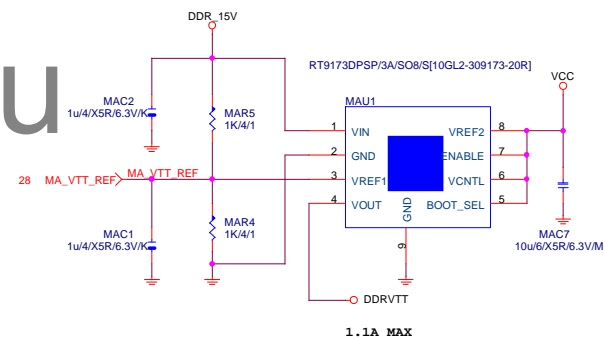 DDR_15V
RT9173DPSP/3A/SO8/S[10GL2-309173-20R]
VCC
u
MAC2
1u/4/X5R/6.3V/K
MAR5
1K/4/1
MAU1
1 VIN VREF2 8
2 GND ENABLE 7
28 MA_VTT_REF MA_VTT_REF
3 VREF1 VCNTL 6
4 VOUT BOOT_SEL 5
GND
9
MAC1
1u/4/X5R/6.3V/K
MAR4
1K/4/1
MAC7
10u/6/X5R/6.3V/M
DDRVTT
1.1A MAX